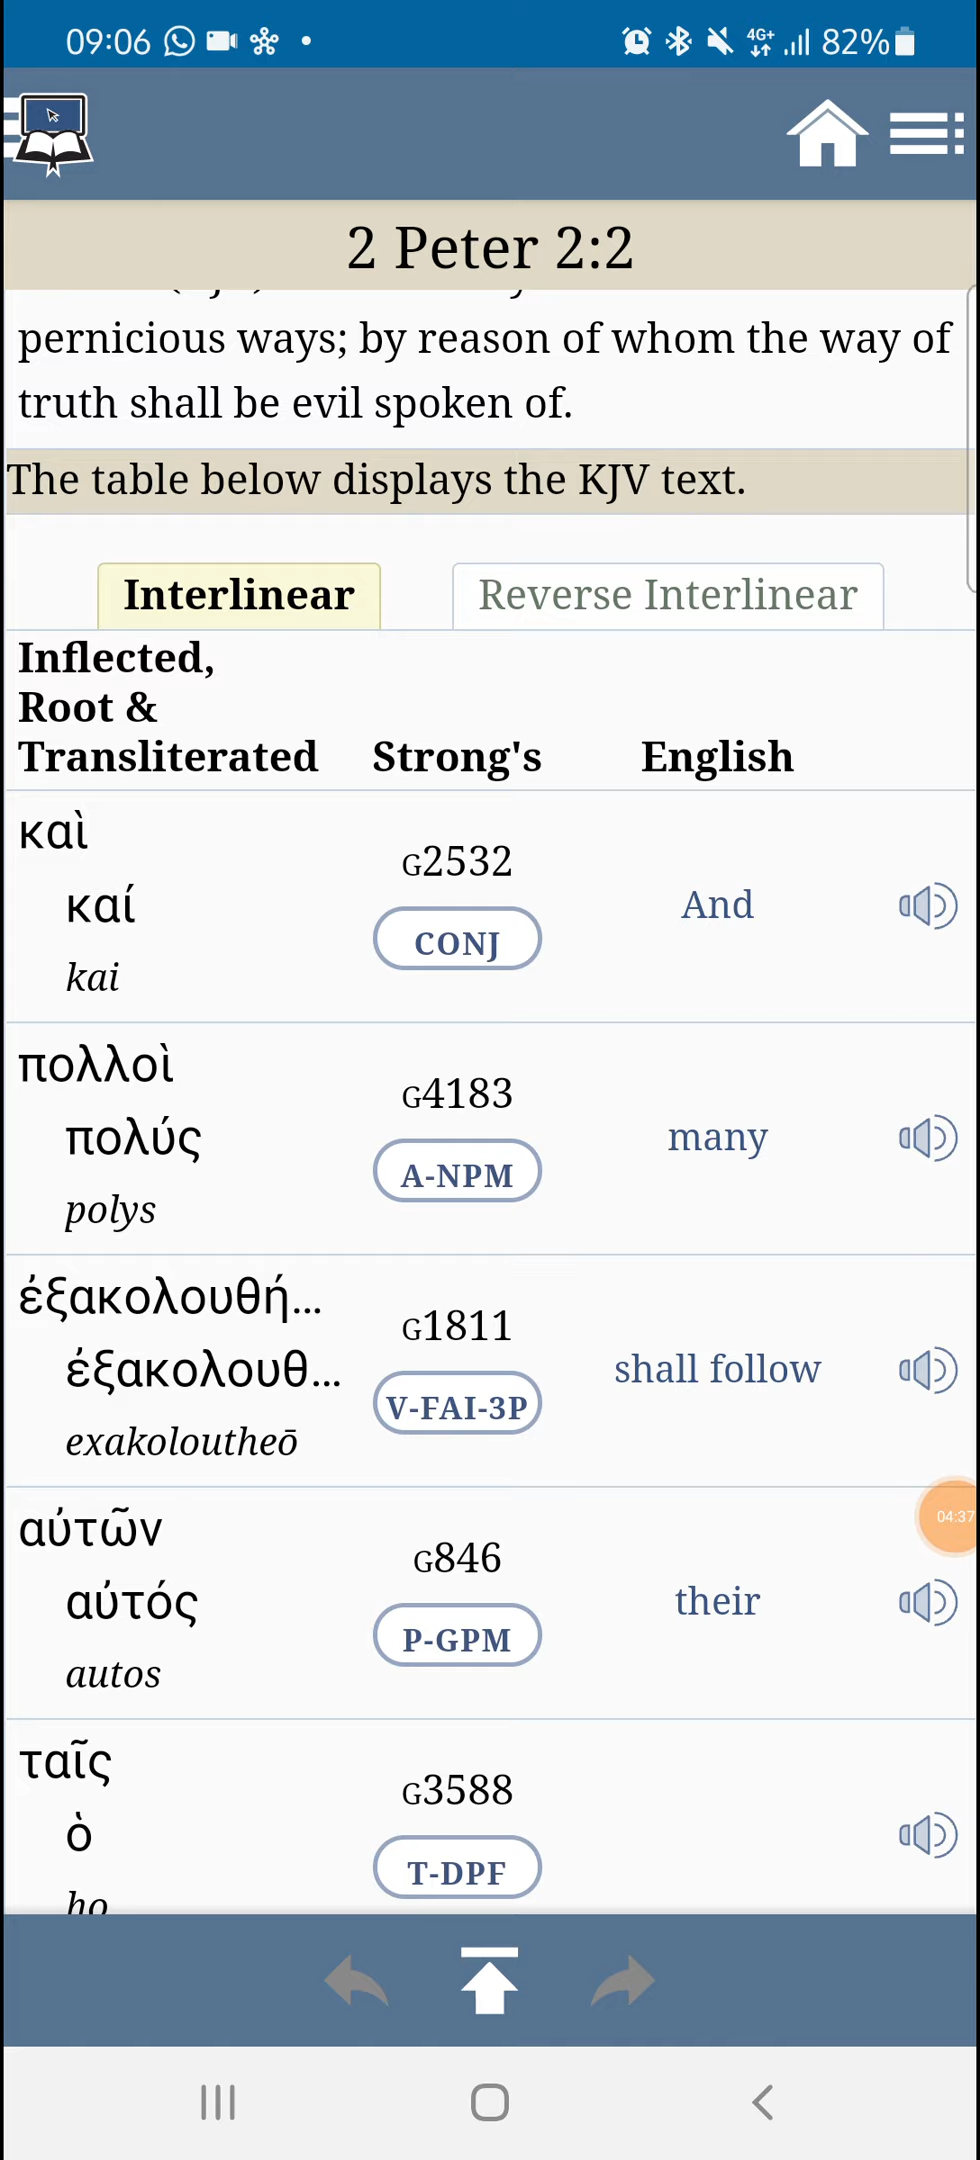 09:06
4G+
82%
2 Peter 2:2
pernicious ways; by reason of whom the way of
truth shall be evil spoken of.
The table below displays the KJV text.
Interlinear
Reverse Interlinear
Inflected,
Root &
Transliterated
Strong's
English
καὶ
καί
kai
G2532
CONJ
And
πολλοὶ
πολύς
polys
G4183
A-NPM
many
ἐξακολουθή...
ἐξακολουθ...
exakoloutheō
G1811
V-FAI-3P
shall follow
αὐτῶν
αὐτός
autos
G846
P-GPM
their
04:37
ταῖς
ὁ
ho
G3588
T-DPF